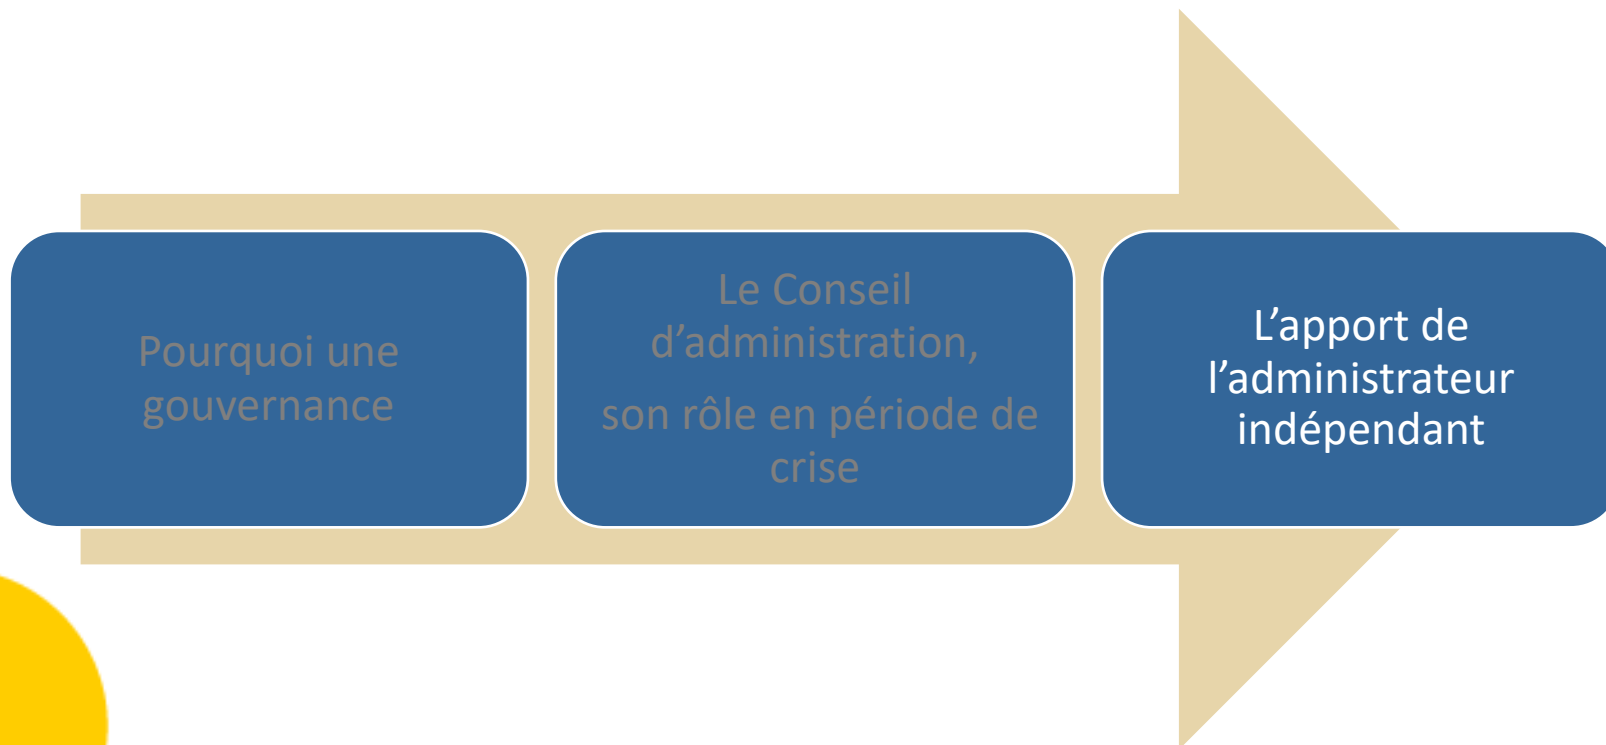 Pourquoi une
gouvernance
Le Conseil
d’administration,
son rôle en période de
crise
L’apport de
l’administrateur
indépendant